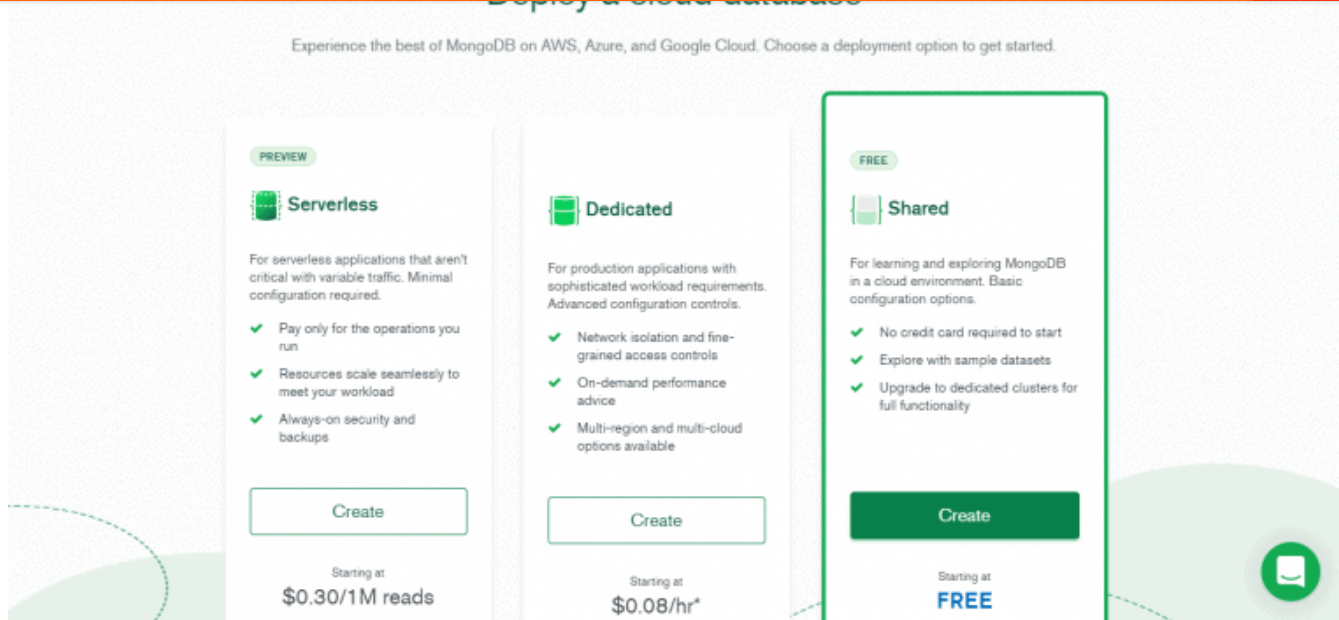 Deploy a cloud database
Experience the best of MongoDB on AWS, Azure, and Google Cloud. Choose a deployment option to get started.
PREVIEW
Serverless
For serverless applications that aren't
critical with variable traffic. Minimal
configuration required.
Pay only for the operations you
run
Resources scale seamlessly to
meet your workload
Always-on security and
backups
Create
Starting at
$0.30/1M reads
Dedicated
For production applications with
sophisticated workload requirements.
Advanced configuration controls.
Network isolation and fine-
grained access controls
On-demand performance
advice
Multi-region and multi-cloud
options available
Create
Starting at
$0.08/hr*
FREE
Shared
For learning and exploring MongoDB
in a cloud environment. Basic
configuration options.
No credit card required to start
Explore with sample datasets
Upgrade to dedicated clusters for
full functionality
Create
Starting at
FREE